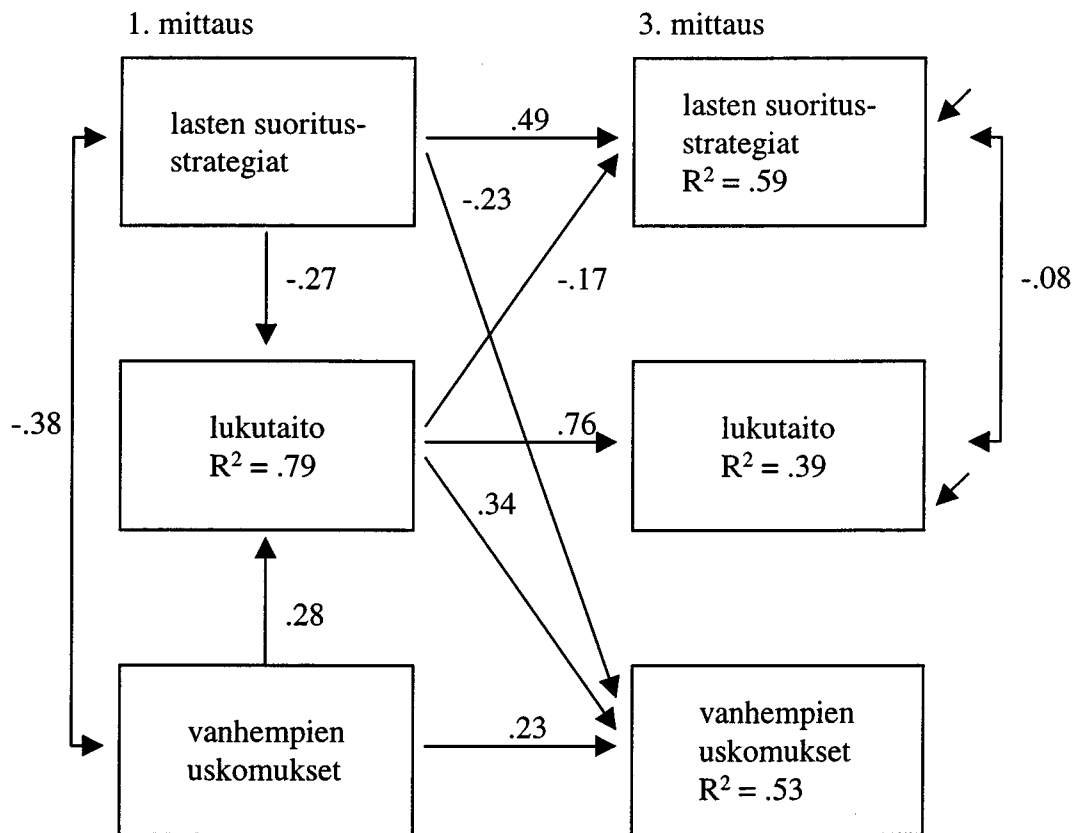 1. mittaus
3. mittaus
lasten suoritus-
strategiat
.49
lasten suoritus-
strategiat
R² = .59
-.23
-.27
-.17
-.08
-.38
lukutaito
R² = .79
.76
lukutaito
R² = .39
.34
.28
vanhempien
uskomukset
.23
vanhempien
uskomukset
R² = .53